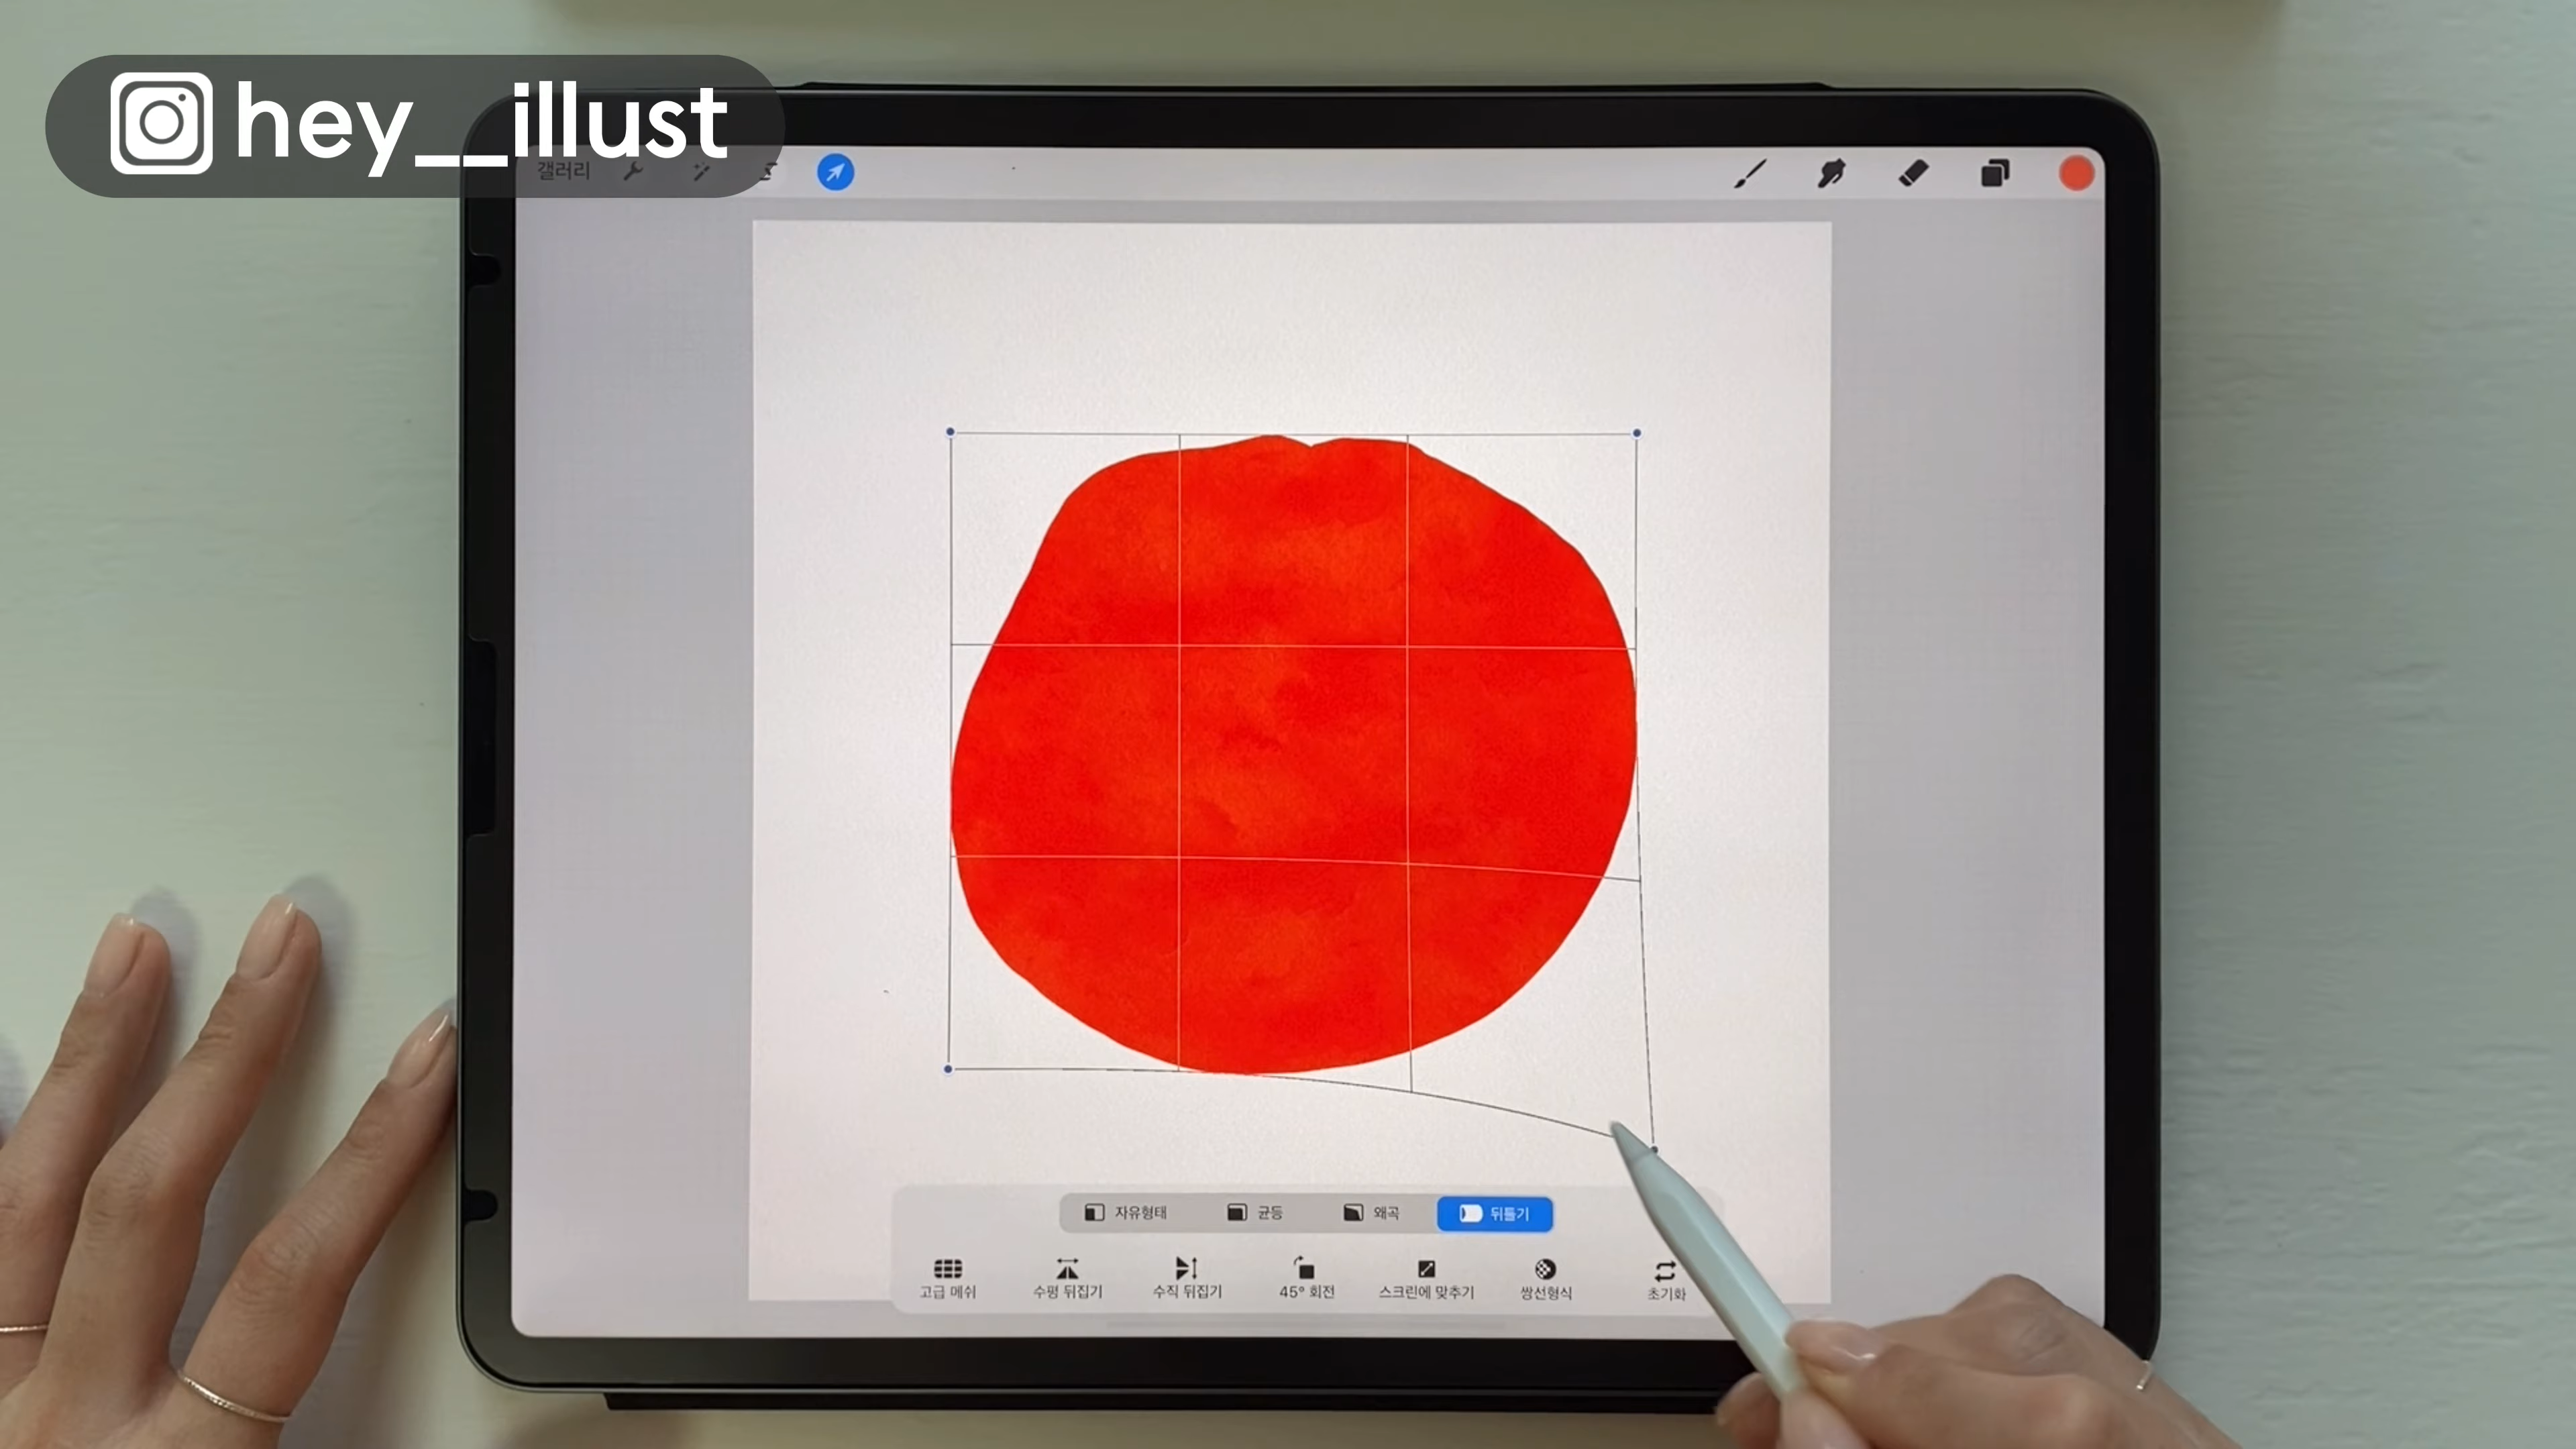 hey__illust
갤러리
자유형태 균등 왜곡 뒤틀기
고급 메쉬 수평 뒤집기 수직 뒤집기 45° 회전 스크린에 맞추기 쌍선형식 초기화